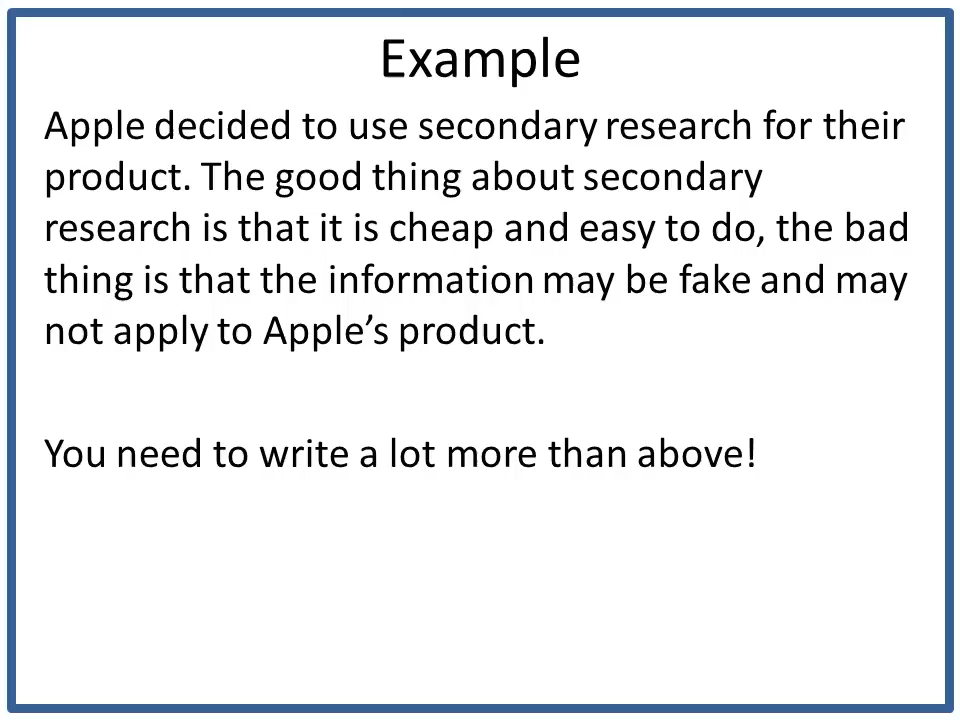 Example
Apple decided to use secondary research for their
product. The good thing about secondary
research is that it is cheap and easy to do, the bad
thing is that the information may be fake and may
not apply to Apple’s product.
You need to write a lot more than above!